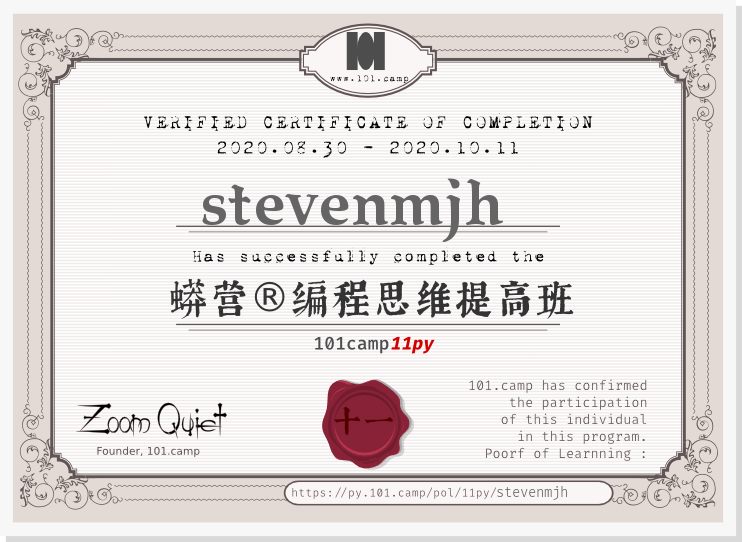 101
www.101.camp
VERIFIED CERTIFICATE OF COMPLETION
2020.08.30 - 2020.10.11
stevenmjh
Has successfully completed the
蟒营®编程思维提高班
101camp11py
Zoom Quiet
Founder, 101.camp
十一
101.camp has confirmed
the participation
of this individual
in this program.
Poorf of Learnning :
https://py.101.camp/pol/11py/stevenmjh